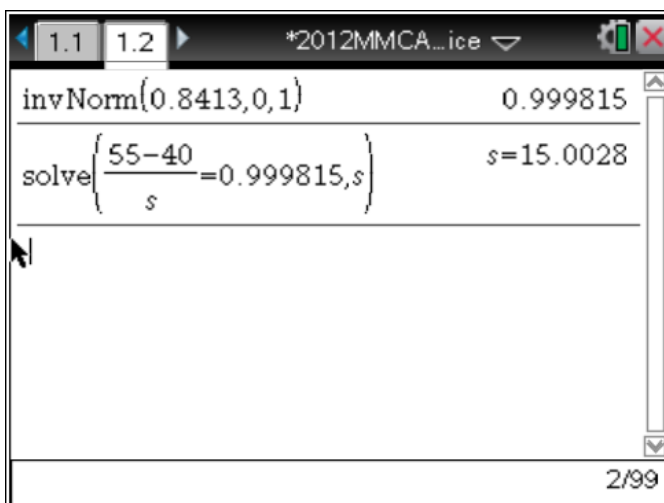 1.1 1.2 *2012MMCA…ice
invNorm(0.8413,0,1) 0.999815
solve(55−40/s=0.999815,s) s=15.0028
2/99